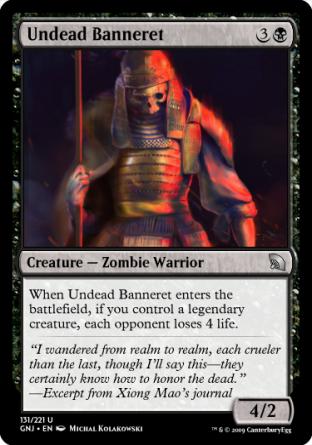 Undead Banneret 3
Creature — Zombie Warrior
When Undead Banneret enters the
battlefield, if you control a legendary
creature, each opponent loses 4 life.
“I wandered from realm to realm, each crueler
than the last, though I’ll say this—they
certainly know how to honor the dead.”
—Excerpt from Xiong Mao’s journal
4/2
131/221 U
GNJ • EN Michal Kolakowski
™ & © 2019 CanterburyEgg